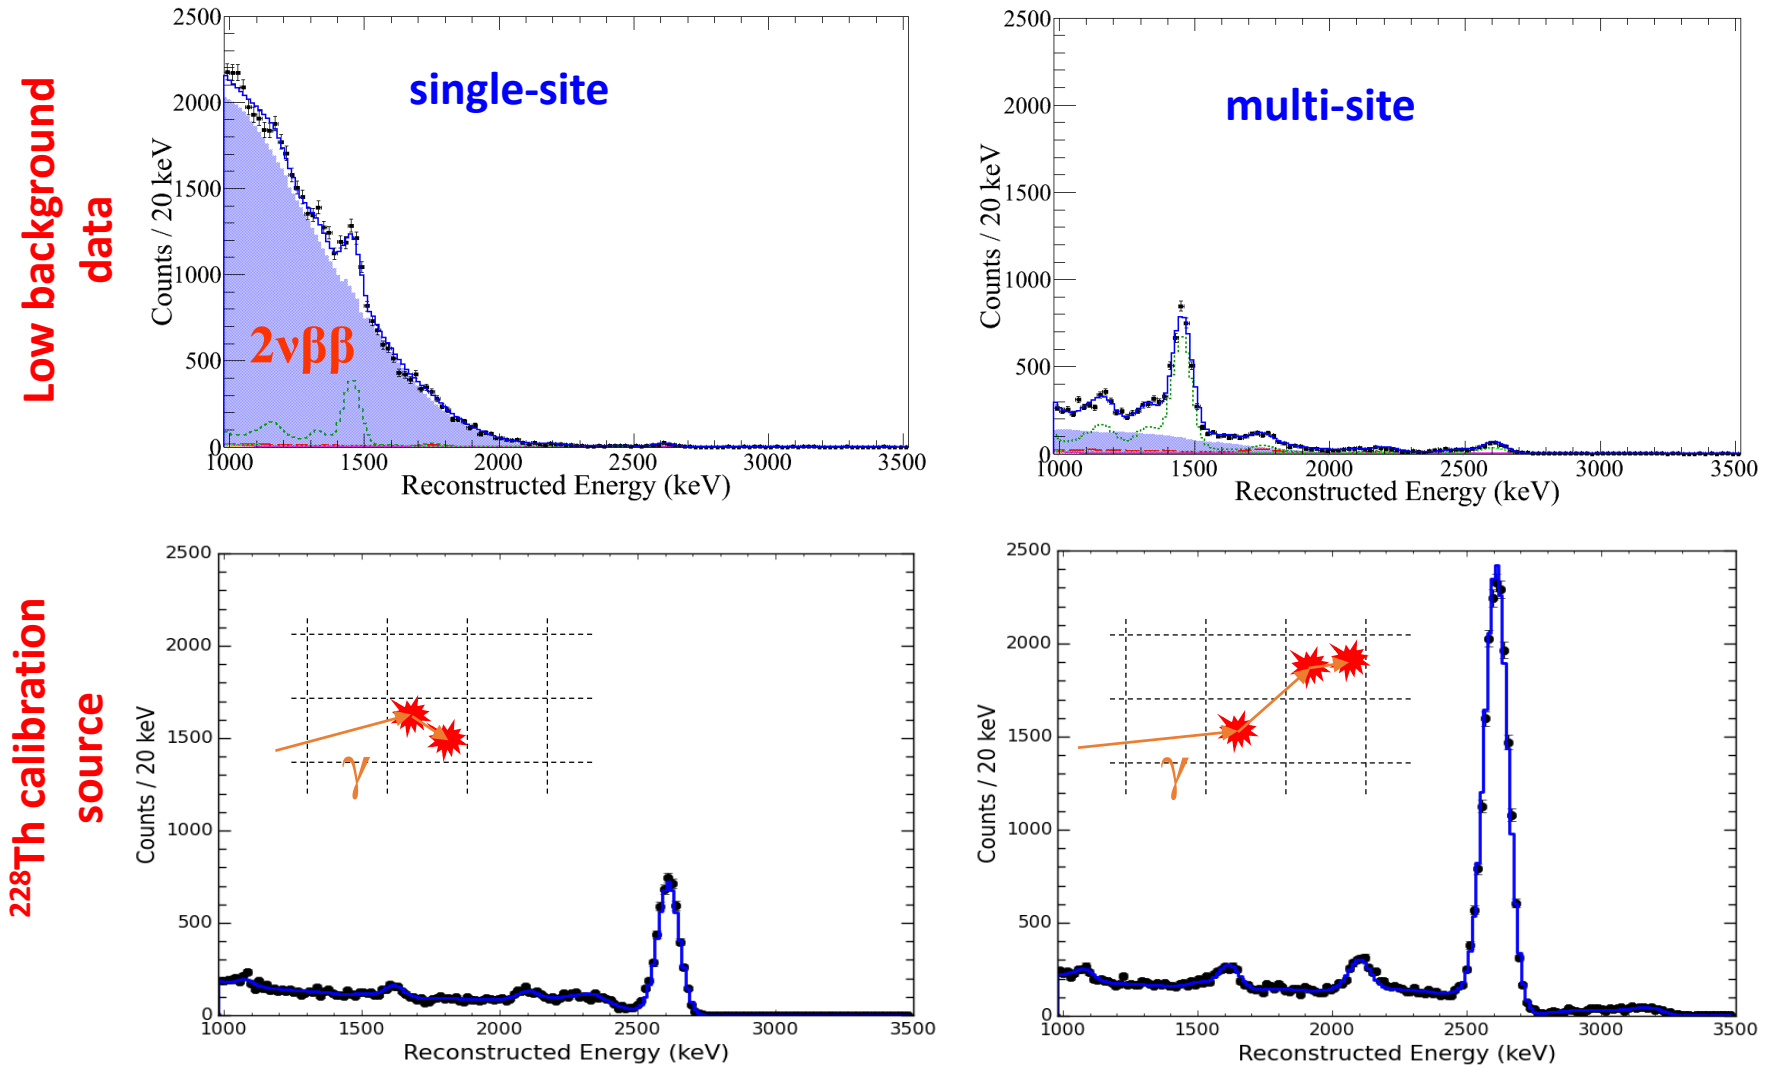 Low background
data
single-site
2νββ
Counts / 20 keV
2500
2000
1500
1000
500
0
1000 1500 2000 2500 3000 3500
Reconstructed Energy (keV)
multi-site
Counts / 20 keV
2500
2000
1500
1000
500
0
1000 1500 2000 2500 3000 3500
Reconstructed Energy (keV)
²²⁸Th calibration
source
γ
Counts / 20 keV
2500
2000
1500
1000
500
0
1000 1500 2000 2500 3000 3500
Reconstructed Energy (keV)
γ
Counts / 20 keV
2500
2000
1500
1000
500
0
1000 1500 2000 2500 3000 3500
Reconstructed Energy (keV)